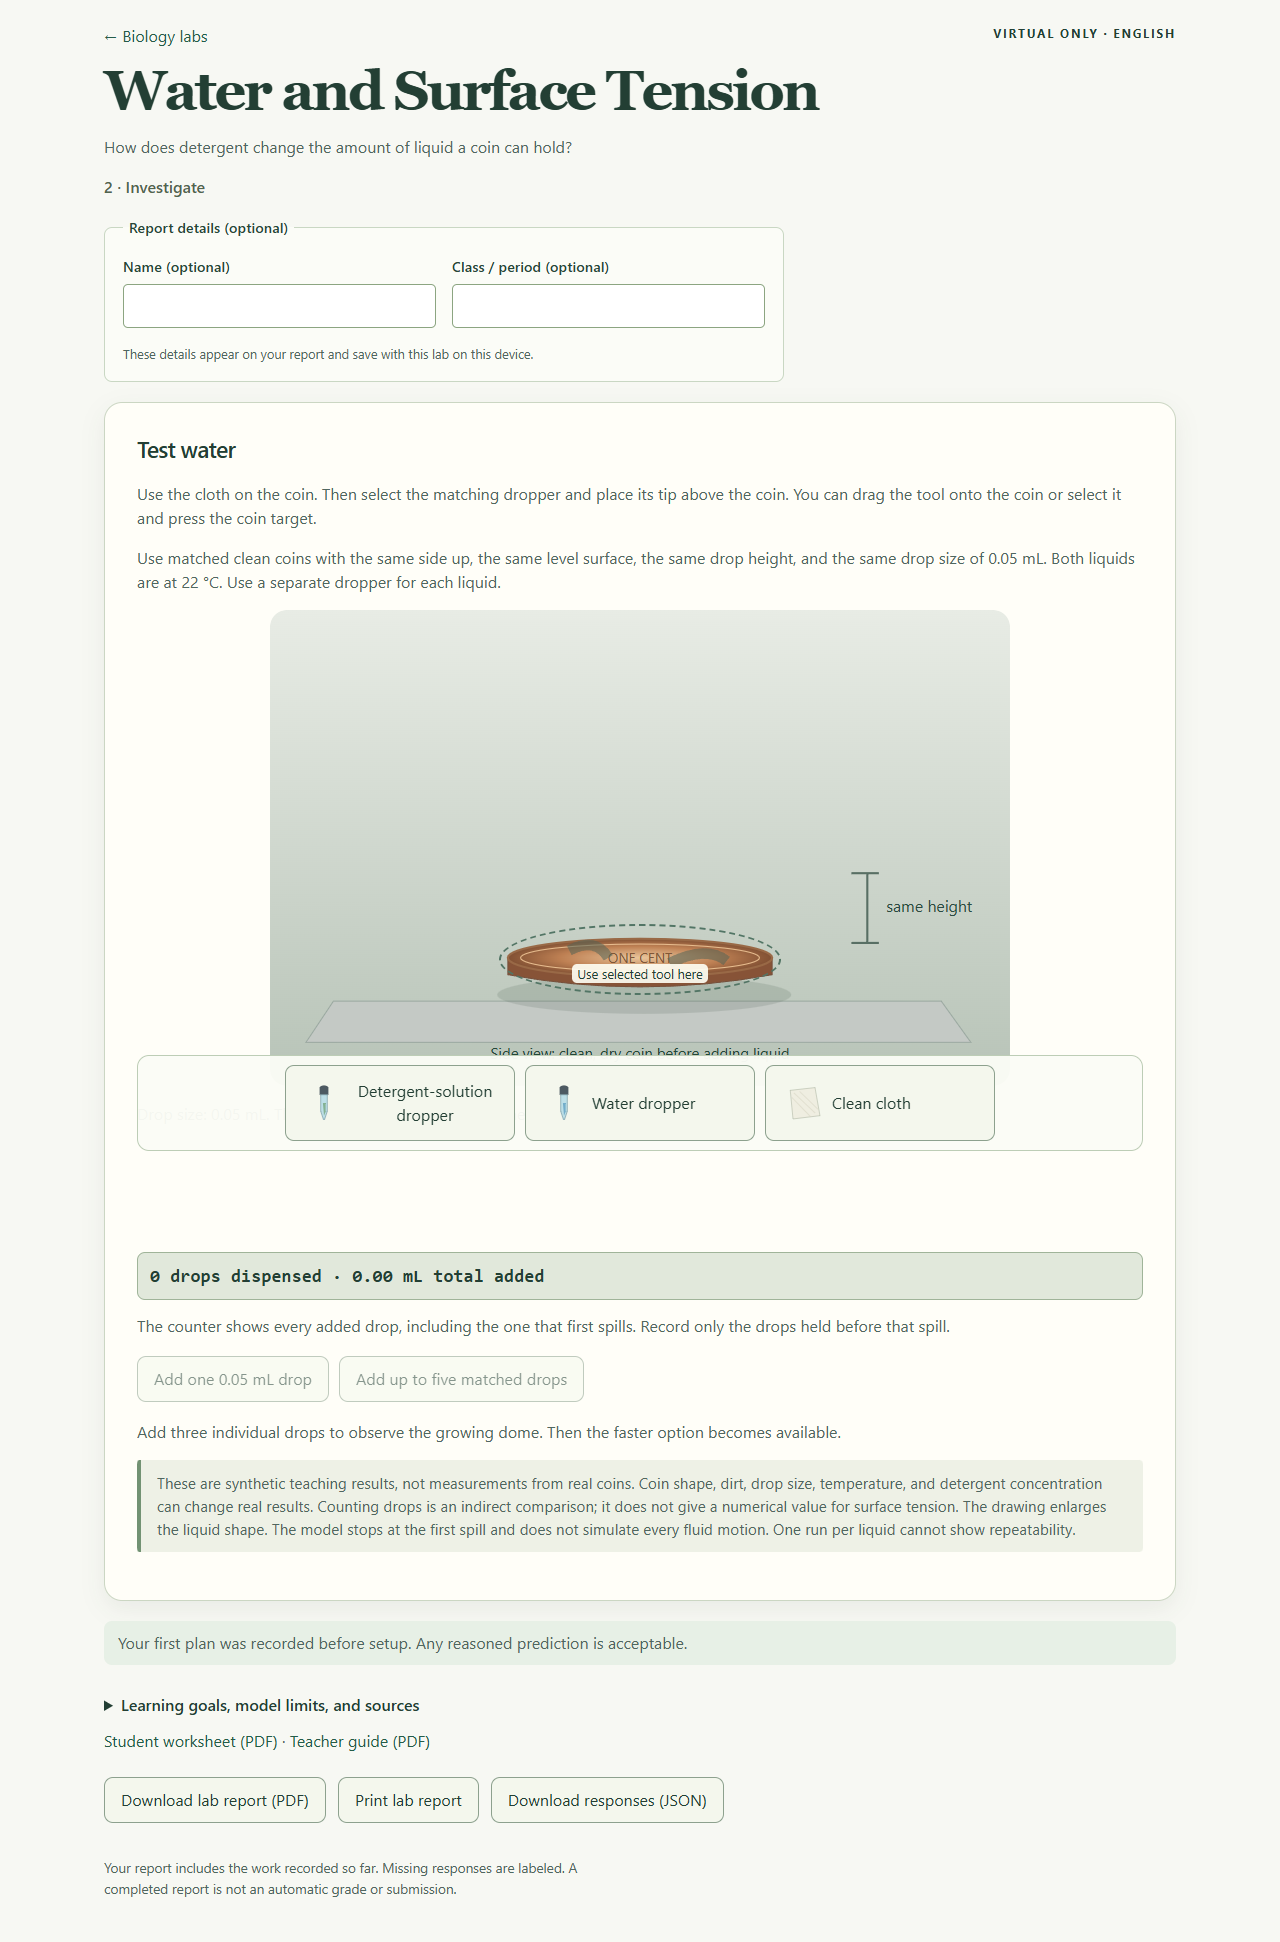 ← Biology labs
VIRTUAL ONLY · ENGLISH
Water and Surface Tension
How does detergent change the amount of liquid a coin can hold?
2 · Investigate
Report details (optional)
Name (optional)
Class / period (optional)
These details appear on your report and save with this lab on this device.
Test water
Use the cloth on the coin. Then select the matching dropper and place its tip above the coin. You can drag the tool onto the coin or select it
and press the coin target.
Use matched clean coins with the same side up, the same level surface, the same drop height, and the same drop size of 0.05 mL. Both liquids
are at 22 °C. Use a separate dropper for each liquid.
same height
ONE CENT
Use selected tool here
Side view: clean, dry coin before adding liquid
Drop size: 0.05 mL.
Detergent-solution
dropper
Water dropper
Clean cloth
0 drops dispensed · 0.00 mL total added
The counter shows every added drop, including the one that first spills. Record only the drops held before that spill.
Add one 0.05 mL drop
Add up to five matched drops
Add three individual drops to observe the growing dome. Then the faster option becomes available.
These are synthetic teaching results, not measurements from real coins. Coin shape, dirt, drop size, temperature, and detergent concentration
can change real results. Counting drops is an indirect comparison; it does not give a numerical value for surface tension. The drawing enlarges
the liquid shape. The model stops at the first spill and does not simulate every fluid motion. One run per liquid cannot show repeatability.
Your first plan was recorded before setup. Any reasoned prediction is acceptable.
▶ Learning goals, model limits, and sources
Student worksheet (PDF) · Teacher guide (PDF)
Download lab report (PDF)
Print lab report
Download responses (JSON)
Your report includes the work recorded so far. Missing responses are labeled. A
completed report is not an automatic grade or submission.